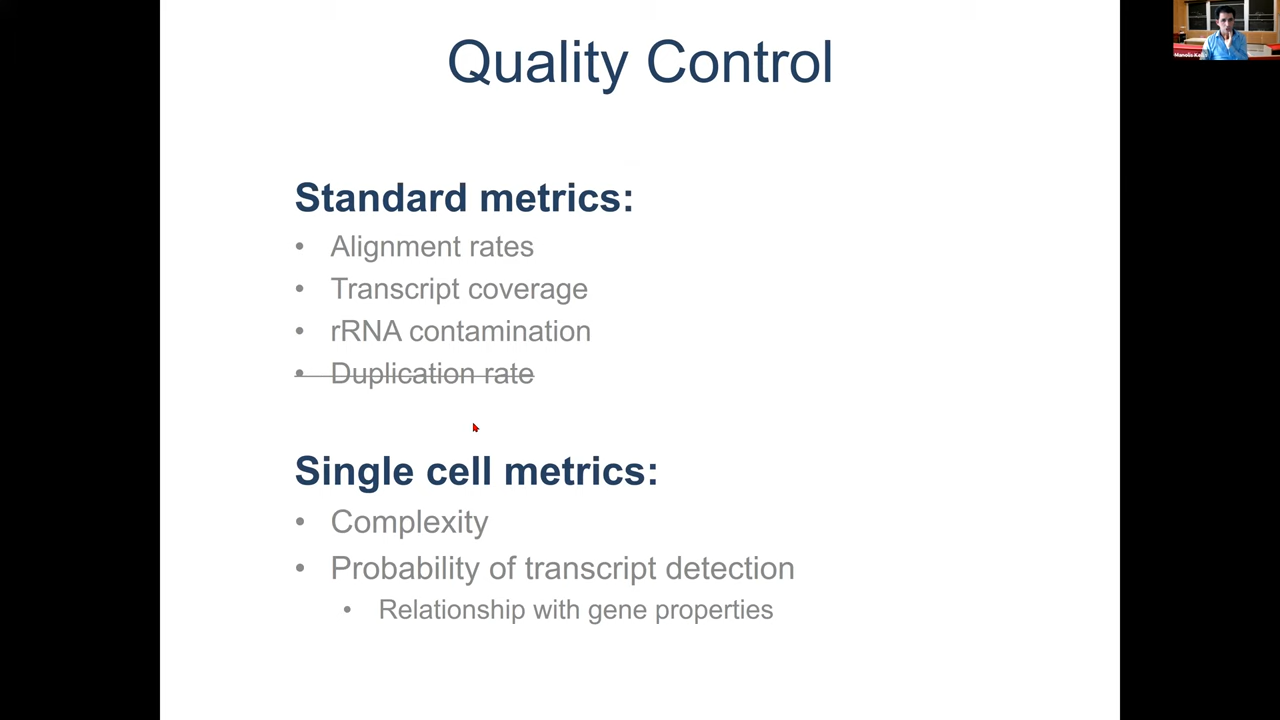 Quality Control
Standard metrics:
• Alignment rates
• Transcript coverage
• rRNA contamination
• Duplication rate
Single cell metrics:
• Complexity
• Probability of transcript detection
• Relationship with gene properties
Manolis